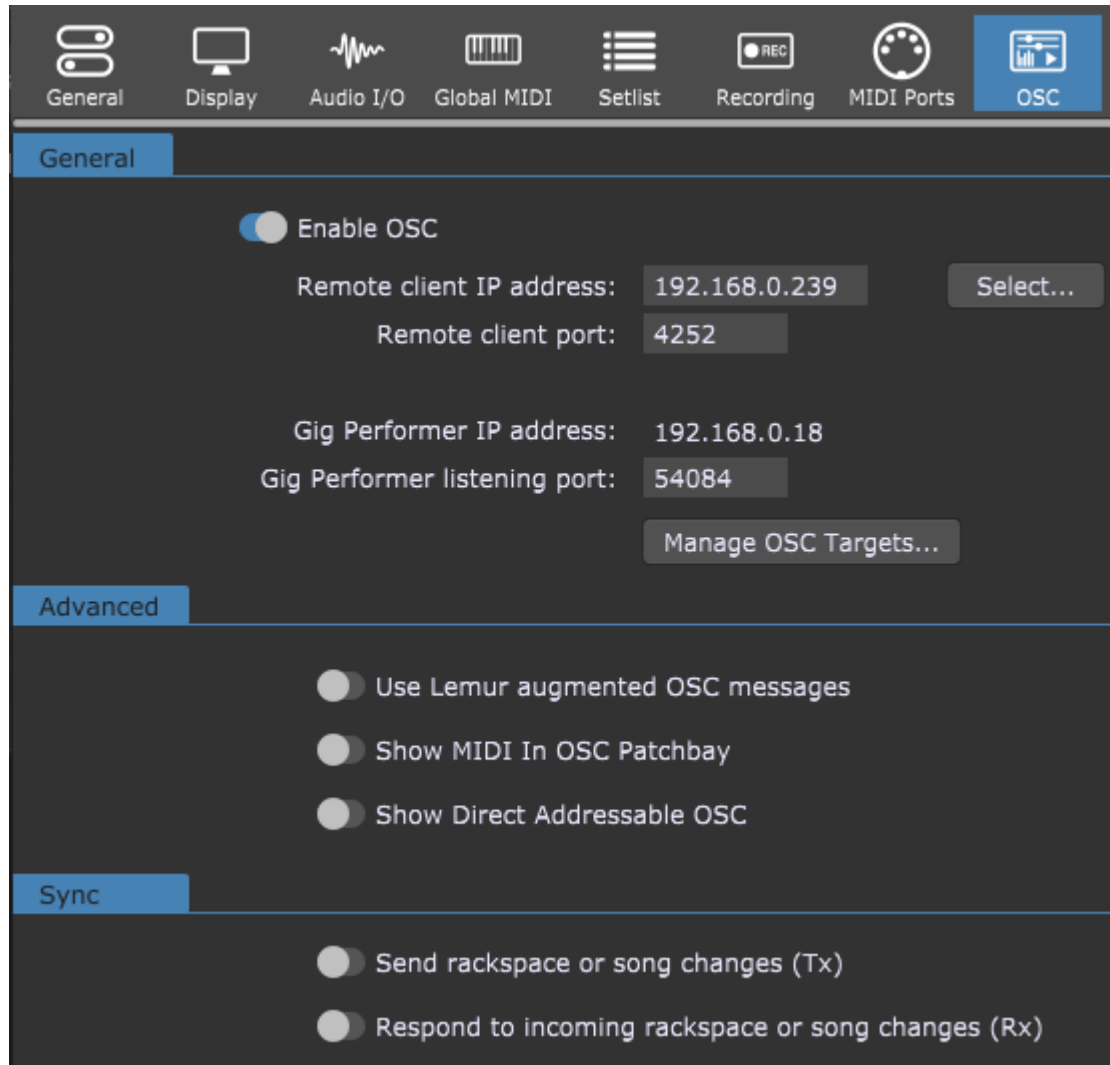 General Display Audio I/O Global MIDI Setlist REC Recording MIDI Ports OSC
General
Enable OSC
Remote client IP address: 192.168.0.239 Select...
Remote client port: 4252
Gig Performer IP address: 192.168.0.18
Gig Performer listening port: 54084
Manage OSC Targets...
Advanced
Use Lemur augmented OSC messages
Show MIDI In OSC Patchbay
Show Direct Addressable OSC
Sync
Send rackspace or song changes (Tx)
Respond to incoming rackspace or song changes (Rx)